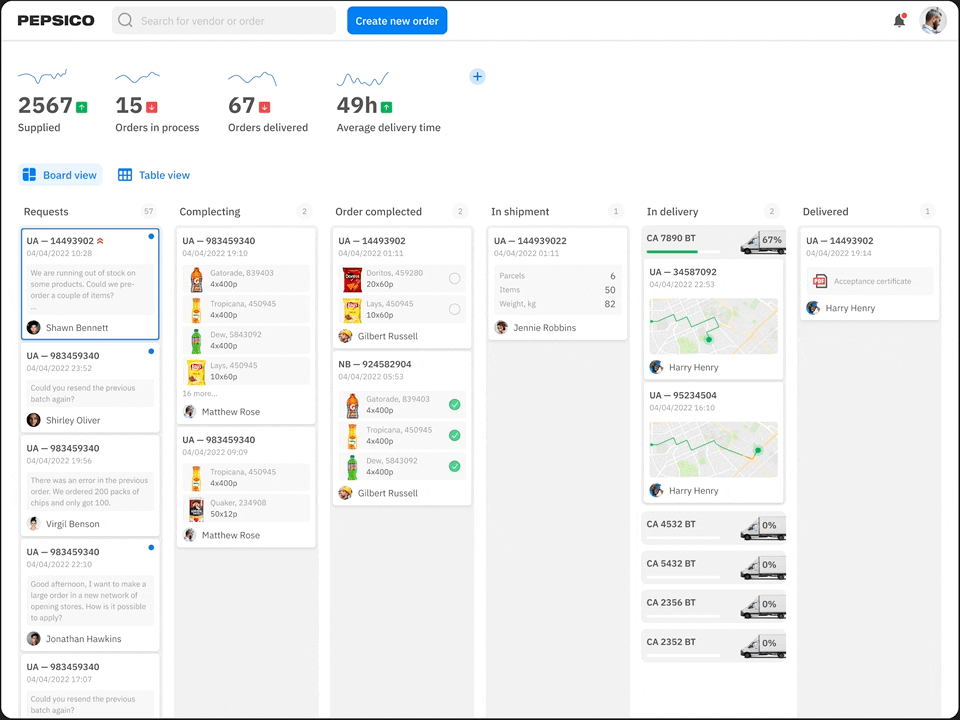 PEPSICO
Search for vendor or order
Create new order
2567
Supplied
15
Orders in process
67
Orders delivered
49h
Average delivery time
Board view
Table view
Requests 57
UA — 14493902
04/04/2022 10:28
We are running out of stock on
some products. Could we pre-
order a couple of items?
...
Shawn Bennett
UA — 983459340
04/04/2022 23:52
Could you resend the previous
batch again?
Shirley Oliver
UA — 983459340
04/04/2022 19:56
There was an error in the previous
order. We ordered 200 packs of
chips and only got 100.
Virgil Benson
UA — 983459340
04/04/2022 22:10
Good afternoon, I want to make a
large order in a new network of
opening stores. How is it possible
to apply?
Jonathan Hawkins
UA — 983459340
04/04/2022 17:07
Could you resend the previous
batch again?
Complecting 2
UA — 983459340
04/04/2022 19:10
Gatorade, 839403
4x400p
Tropicana, 450945
4x400p
Dew, 5843092
4x400p
Lays, 450945
10x60p
16 more...
Matthew Rose
UA — 983459340
04/04/2022 09:09
Tropicana, 450945
4x400p
Quaker, 234908
50x12p
Matthew Rose
Order complected 2
UA — 14493902
04/04/2022 01:11
Doritos, 459280
20x60p
Lays, 450945
10x60p
Gilbert Russell
NB — 924582904
04/04/2022 05:53
Gatorade, 839403
4x400p
Tropicana, 450945
4x400p
Dew, 5843092
4x400p
Gilbert Russell
In shipment 1
UA — 144939022
04/04/2022 01:11
Parcels 6
Items 50
Weight, kg 82
Jennie Robbins
In delivery 2
CA 7890 BT 67%
UA — 34587092
04/04/2022 22:53
Harry Henry
UA — 95234504
04/04/2022 16:10
Harry Henry
CA 4532 BT 0%
CA 5432 BT 0%
CA 2356 BT 0%
CA 2352 BT 0%
Delivered 1
UA — 14493902
04/04/2022 19:14
PDF
Acceptance certificate
Harry Henry